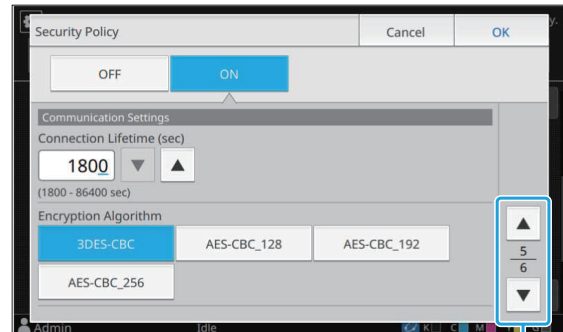 Security Policy
Cancel
OK
y.
OFF
ON
Communication Settings
Connection Lifetime (sec)
1800
(1800 - 86400 sec)
Encryption Algorithm
3DES-CBC
AES-CBC_128
AES-CBC_192
AES-CBC_256
5
6
Admin
Idle
K
C
M
Y
G